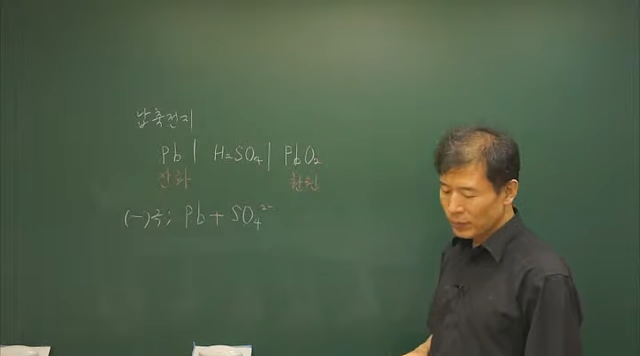 납축전지
Pb | H₂SO₄ | PbO₂
산화 환원
(-)극; Pb + SO₄²⁻